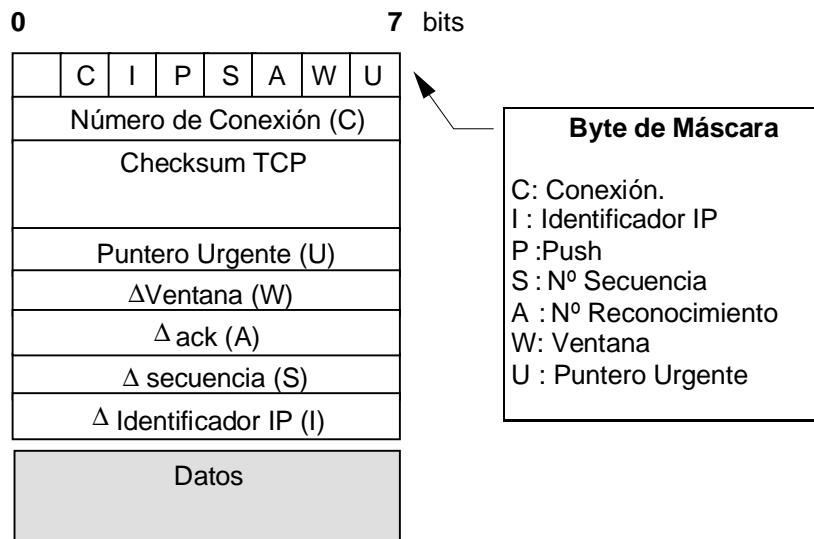 0 7 bits
C I P S A W U
Número de Conexión (C)
Checksum TCP
Puntero Urgente (U)
ΔVentana (W)
Δ ack (A)
Δ secuencia (S)
Δ Identificador IP (I)
Datos
Byte de Máscara
C: Conexión.
I : Identificador IP
P :Push
S : Nº Secuencia
A : Nº Reconocimiento
W: Ventana
U : Puntero Urgente